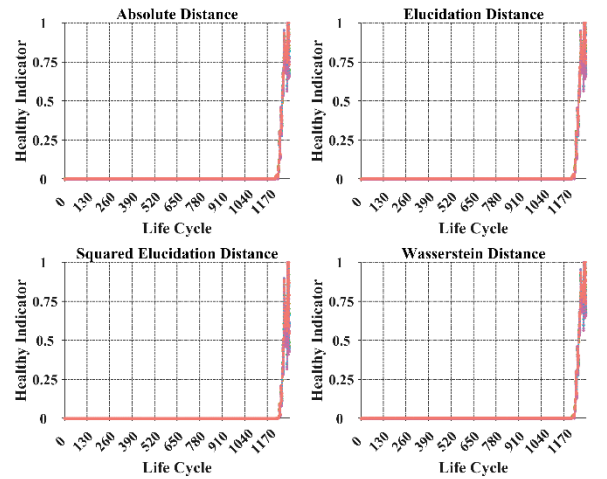 Absolute Distance
Healthy Indicator
1
0.75
0.5
0.25
0
0 130 260 390 520 650 780 910 1040 1170
Life Cycle
Elucidation Distance
Healthy Indicator
1
0.75
0.5
0.25
0
0 130 260 390 520 650 780 910 1040 1170
Life Cycle
Squared Elucidation Distance
Healthy Indicator
1
0.75
0.5
0.25
0
0 130 260 390 520 650 780 910 1040 1170
Life Cycle
Wasserstein Distance
Healthy Indicator
1
0.75
0.5
0.25
0
0 130 260 390 520 650 780 910 1040 1170
Life Cycle